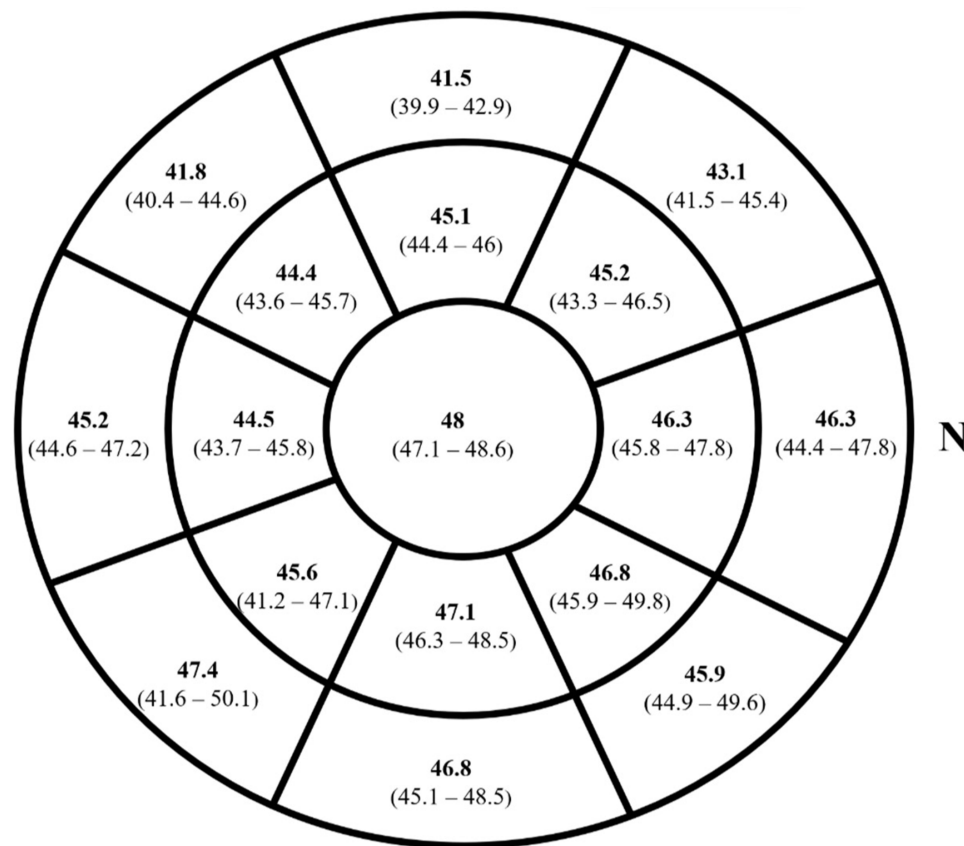 41.5
(39.9 – 42.9)
41.8
(40.4 – 44.6)
43.1
(41.5 – 45.4)
45.1
(44.4 – 46)
44.4
(43.6 – 45.7)
45.2
(43.3 – 46.5)
45.2
(44.6 – 47.2)
44.5
(43.7 – 45.8)
48
(47.1 – 48.6)
46.3
(45.8 – 47.8)
46.3
(44.4 – 47.8)
N
45.6
(41.2 – 47.1)
46.8
(45.9 – 49.8)
47.1
(46.3 – 48.5)
47.4
(41.6 – 50.1)
45.9
(44.9 – 49.6)
46.8
(45.1 – 48.5)